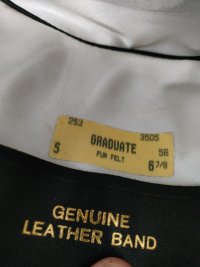 253 3505
GRADUATE
S 56
FUR FELT 6 7/8
GENUINE
LEATHER BAND